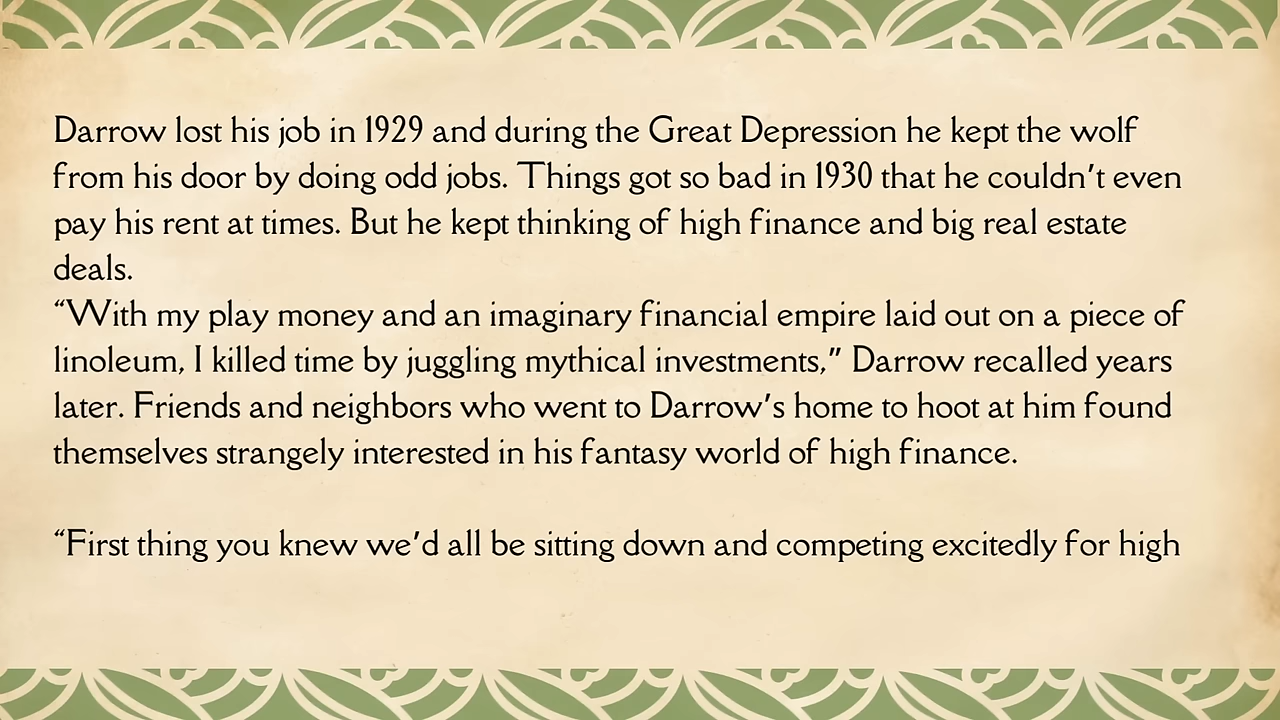 Darrow lost his job in 1929 and during the Great Depression he kept the wolf
from his door by doing odd jobs. Things got so bad in 1930 that he couldn't even
pay his rent at times. But he kept thinking of high finance and big real estate
deals.
“With my play money and an imaginary financial empire laid out on a piece of
linoleum, I killed time by juggling mythical investments," Darrow recalled years
later. Friends and neighbors who went to Darrow's home to hoot at him found
themselves strangely interested in his fantasy world of high finance.
“First thing you knew we'd all be sitting down and competing excitedly for high